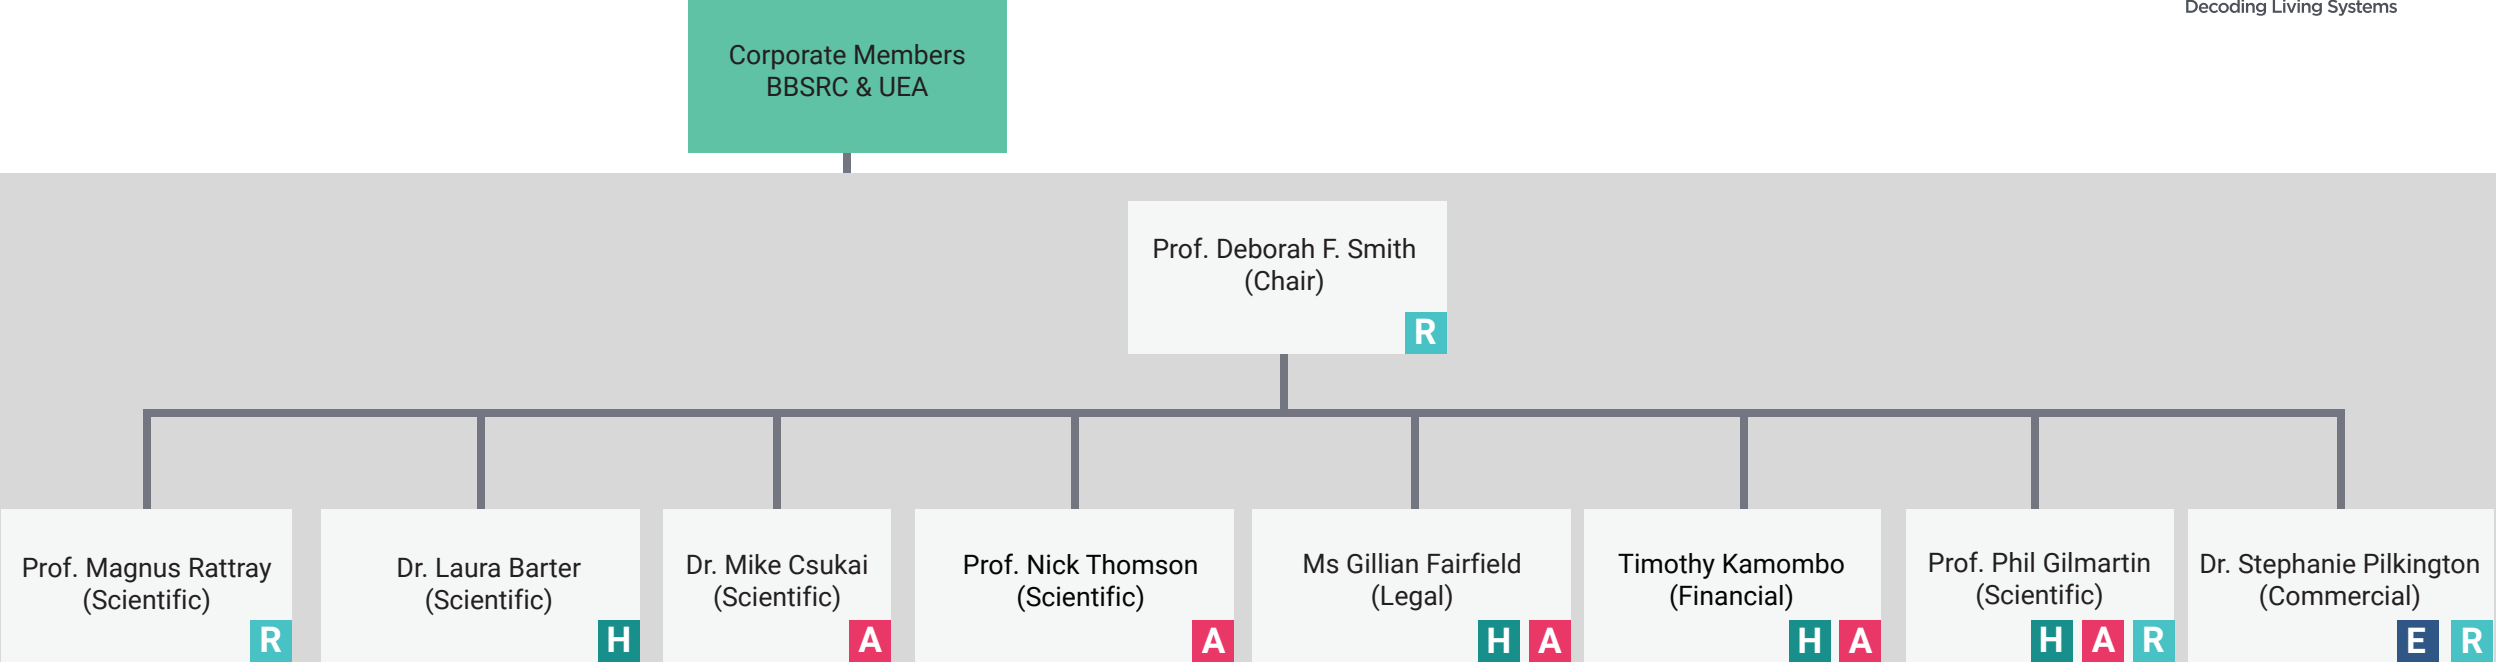 Decoding Living Systems
Corporate Members
BBSRC & UEA
Prof. Deborah F. Smith
(Chair)
R
Prof. Magnus Rattray
(Scientific)
R
Dr. Laura Barter
(Scientific)
H
Dr. Mike Csukai
(Scientific)
A
Prof. Nick Thomson
(Scientific)
A
Ms Gillian Fairfield
(Legal)
H A
Timothy Kamombo
(Financial)
H A
Prof. Phil Gilmartin
(Scientific)
H A R
Dr. Stephanie Pilkington
(Commercial)
E R